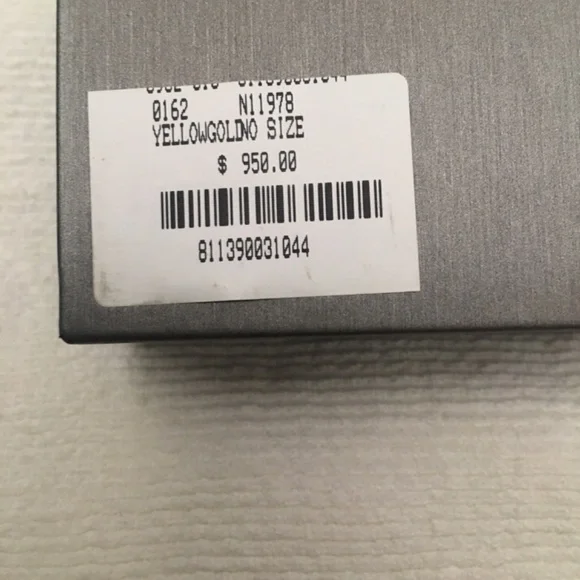 0162 N11978
YELLOWGOLDNO SIZE
$ 950.00
811390031044